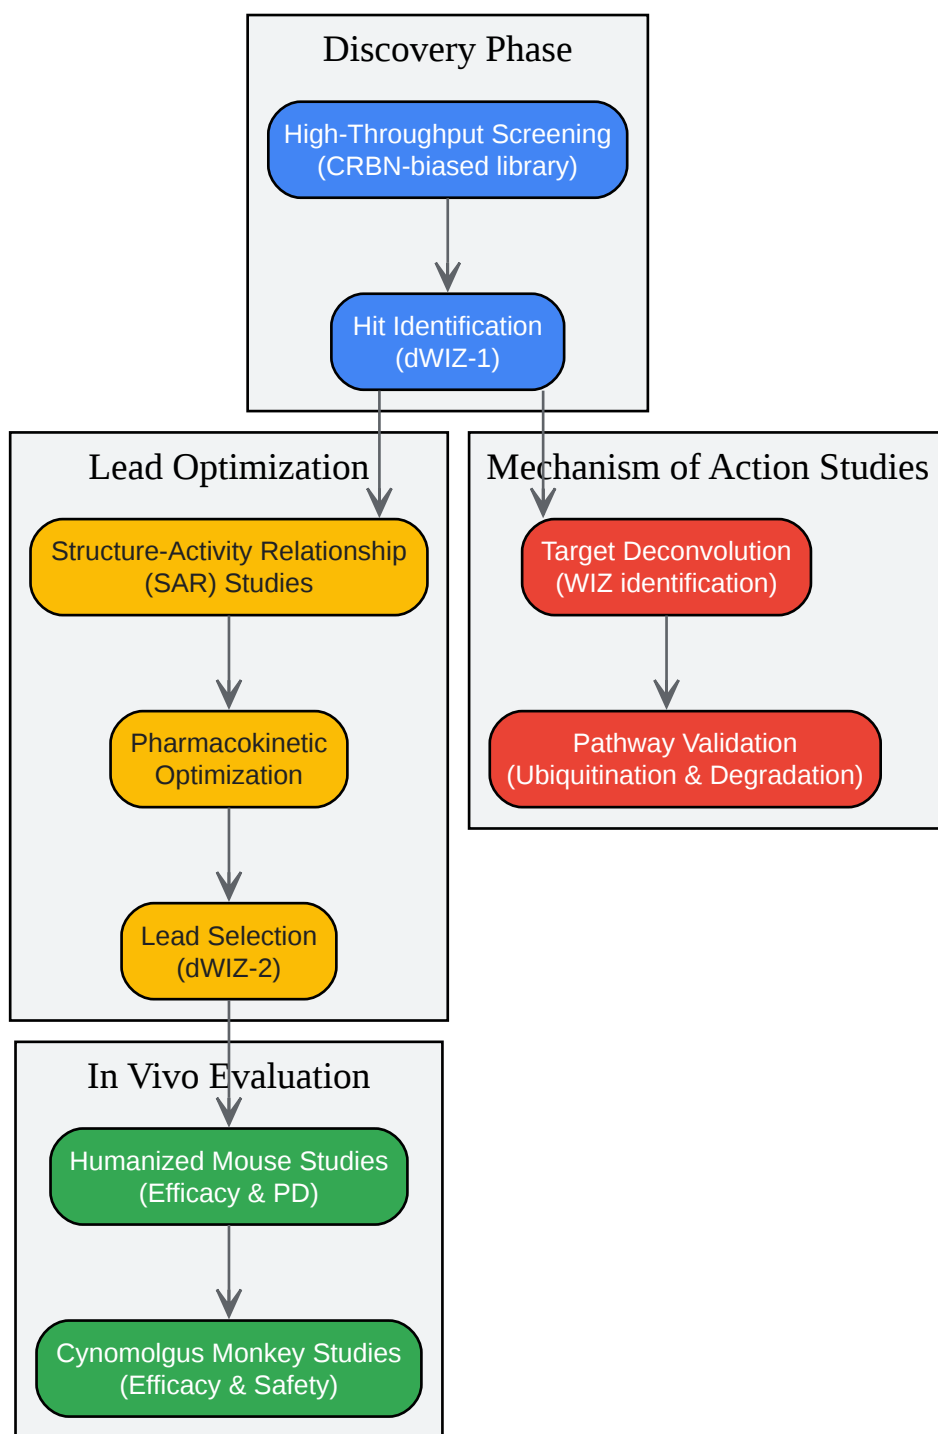 Discovery Phase
High-Throughput Screening
(CRBN-biased library)
Hit Identification
(dWIZ-1)
Lead Optimization
Structure-Activity Relationship
(SAR) Studies
Pharmacokinetic
Optimization
Lead Selection
(dWIZ-2)
Mechanism of Action Studies
Target Deconvolution
(WIZ identification)
Pathway Validation
(Ubiquitination & Degradation)
In Vivo Evaluation
Humanized Mouse Studies
(Efficacy & PD)
Cynomolgus Monkey Studies
(Efficacy & Safety)